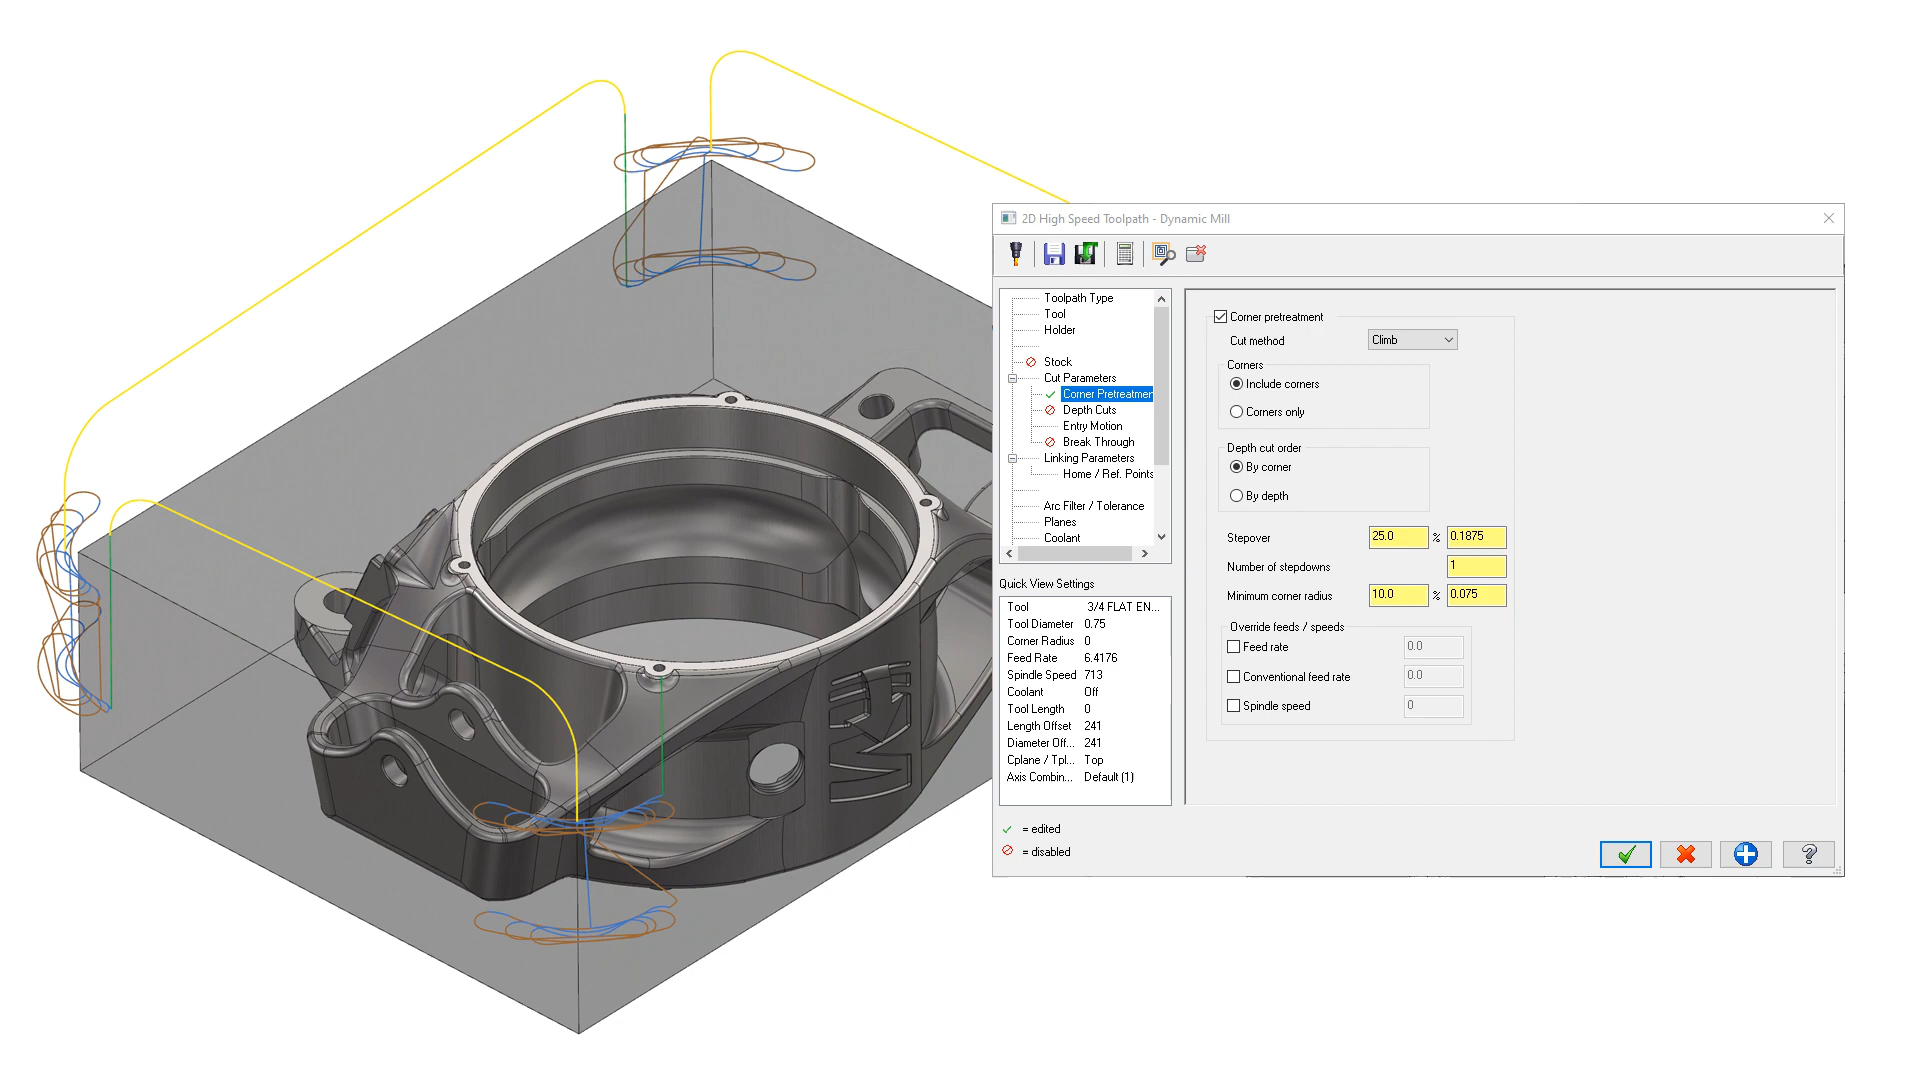 2D High Speed Toolpath - Dynamic Mill
Toolpath Type
Tool
Holder
Stock
Cut Parameters
Corner Pretreatmen
Depth Cuts
Entry Motion
Break Through
Linking Parameters
Home / Ref. Points
Arc Filter / Tolerance
Planes
Coolant
Quick View Settings
Tool 3/4 FLAT EN...
Tool Diameter 0.75
Corner Radius 0
Feed Rate 6.4176
Spindle Speed 713
Coolant Off
Tool Length 0
Length Offset 241
Diameter Off... 241
Cplane / Tpl... Top
Axis Combin... Default (1)
= edited
= disabled
Corner pretreatment
Cut method Climb
Corners
Include corners
Corners only
Depth cut order
By corner
By depth
Stepover 25.0 % 0.1875
Number of stepdowns 1
Minimum corner radius 10.0 % 0.075
Override feeds / speeds
Feed rate 0.0
Conventional feed rate 0.0
Spindle speed 0